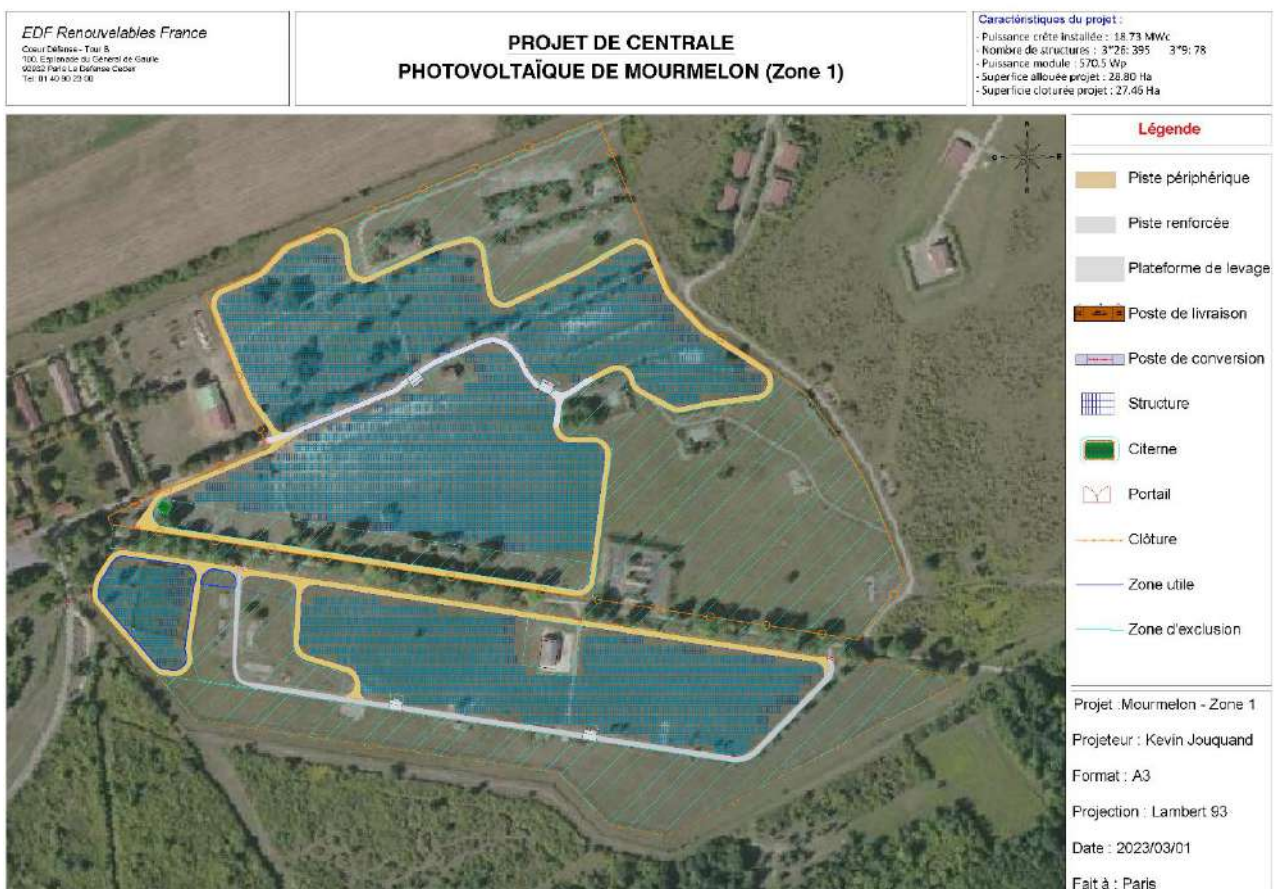 EDF Renouvelables France
Coeur Défense - Tour B
100, Esplanade du Général de Gaulle
92932 Paris La Défense Cedex
Tel: 01 40 90 23 00
PROJET DE CENTRALE
PHOTOVOLTAÏQUE DE MOURMELON (Zone 1)
Caractéristiques du projet :
- Puissance crête installée : 18.73 MWc
- Nombre de structures : 3*26: 395 3*9: 78
- Puissance module : 570.5 Wp
- Superfice allouée projet : 28.80 Ha
- Superficie cloturée projet : 27.46 Ha
Légende
Piste périphérique
Piste renforcée
Plateforme de levage
Poste de livraison
Poste de conversion
Structure
Citerne
Portail
Clôture
Zone utile
Zone d'exclusion
Projet :Mourmelon - Zone 1
Projeteur : Kevin Jouquand
Format : A3
Projection : Lambert 93
Date : 2023/03/01
Fait à : Paris